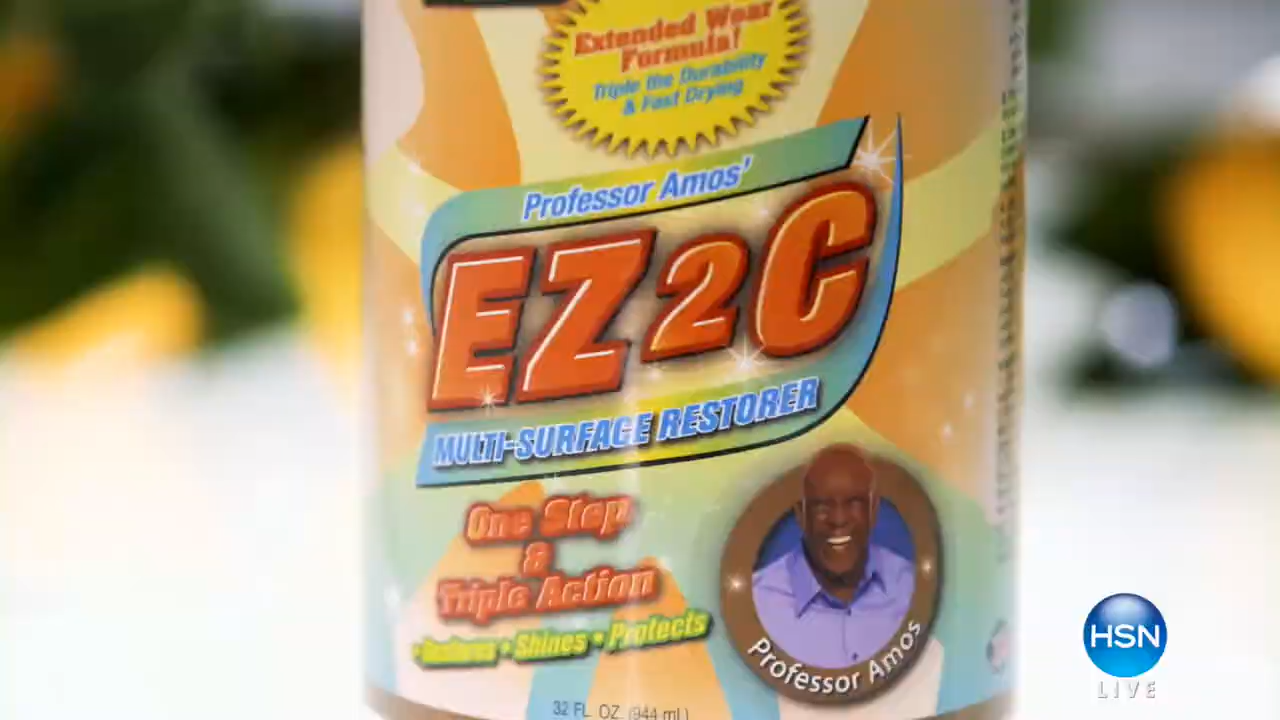 Extended Wear
Formula!
Triple the Durability
& Fast Drying
Professor Amos'
EZ2C
MULTI-SURFACE RESTORER
One Step
&
Triple Action
• Restores • Shines • Protects
Professor Amos
32 FL. OZ. (944 mL)
HSN
LIVE